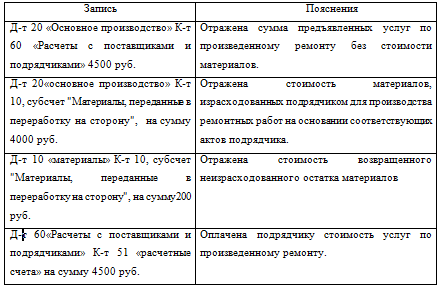 Запись
Пояснения
Д-т 20 «Основное производство» К-т
60 «Расчеты с поставщиками и
подрядчиками» 4500 руб.
Отражена сумма предъявленных услуг по
произведенному ремонту без стоимости
материалов.
Д-т 20«основное производство» К-т
10, субсчет "Материалы, переданные в
переработку на сторону", на сумму
4000 руб.
Отражена стоимость материалов,
израсходованных подрядчиком для производства
ремонтных работ на основании соответствующих
актов подрядчика.
Д-т 10 «материалы» К-т 10, субсчет
"Материалы, переданные в
переработку на сторону", на сумму200
руб.
Отражена стоимость возвращенного
неизрасходованного остатка материалов
Д-т 60«Расчеты с поставщиками и
подрядчиками» К-т 51 «расчетные
счета» на сумму 4500 руб.
Оплачена подрядчику стоимость услуг по
произведенному ремонту.